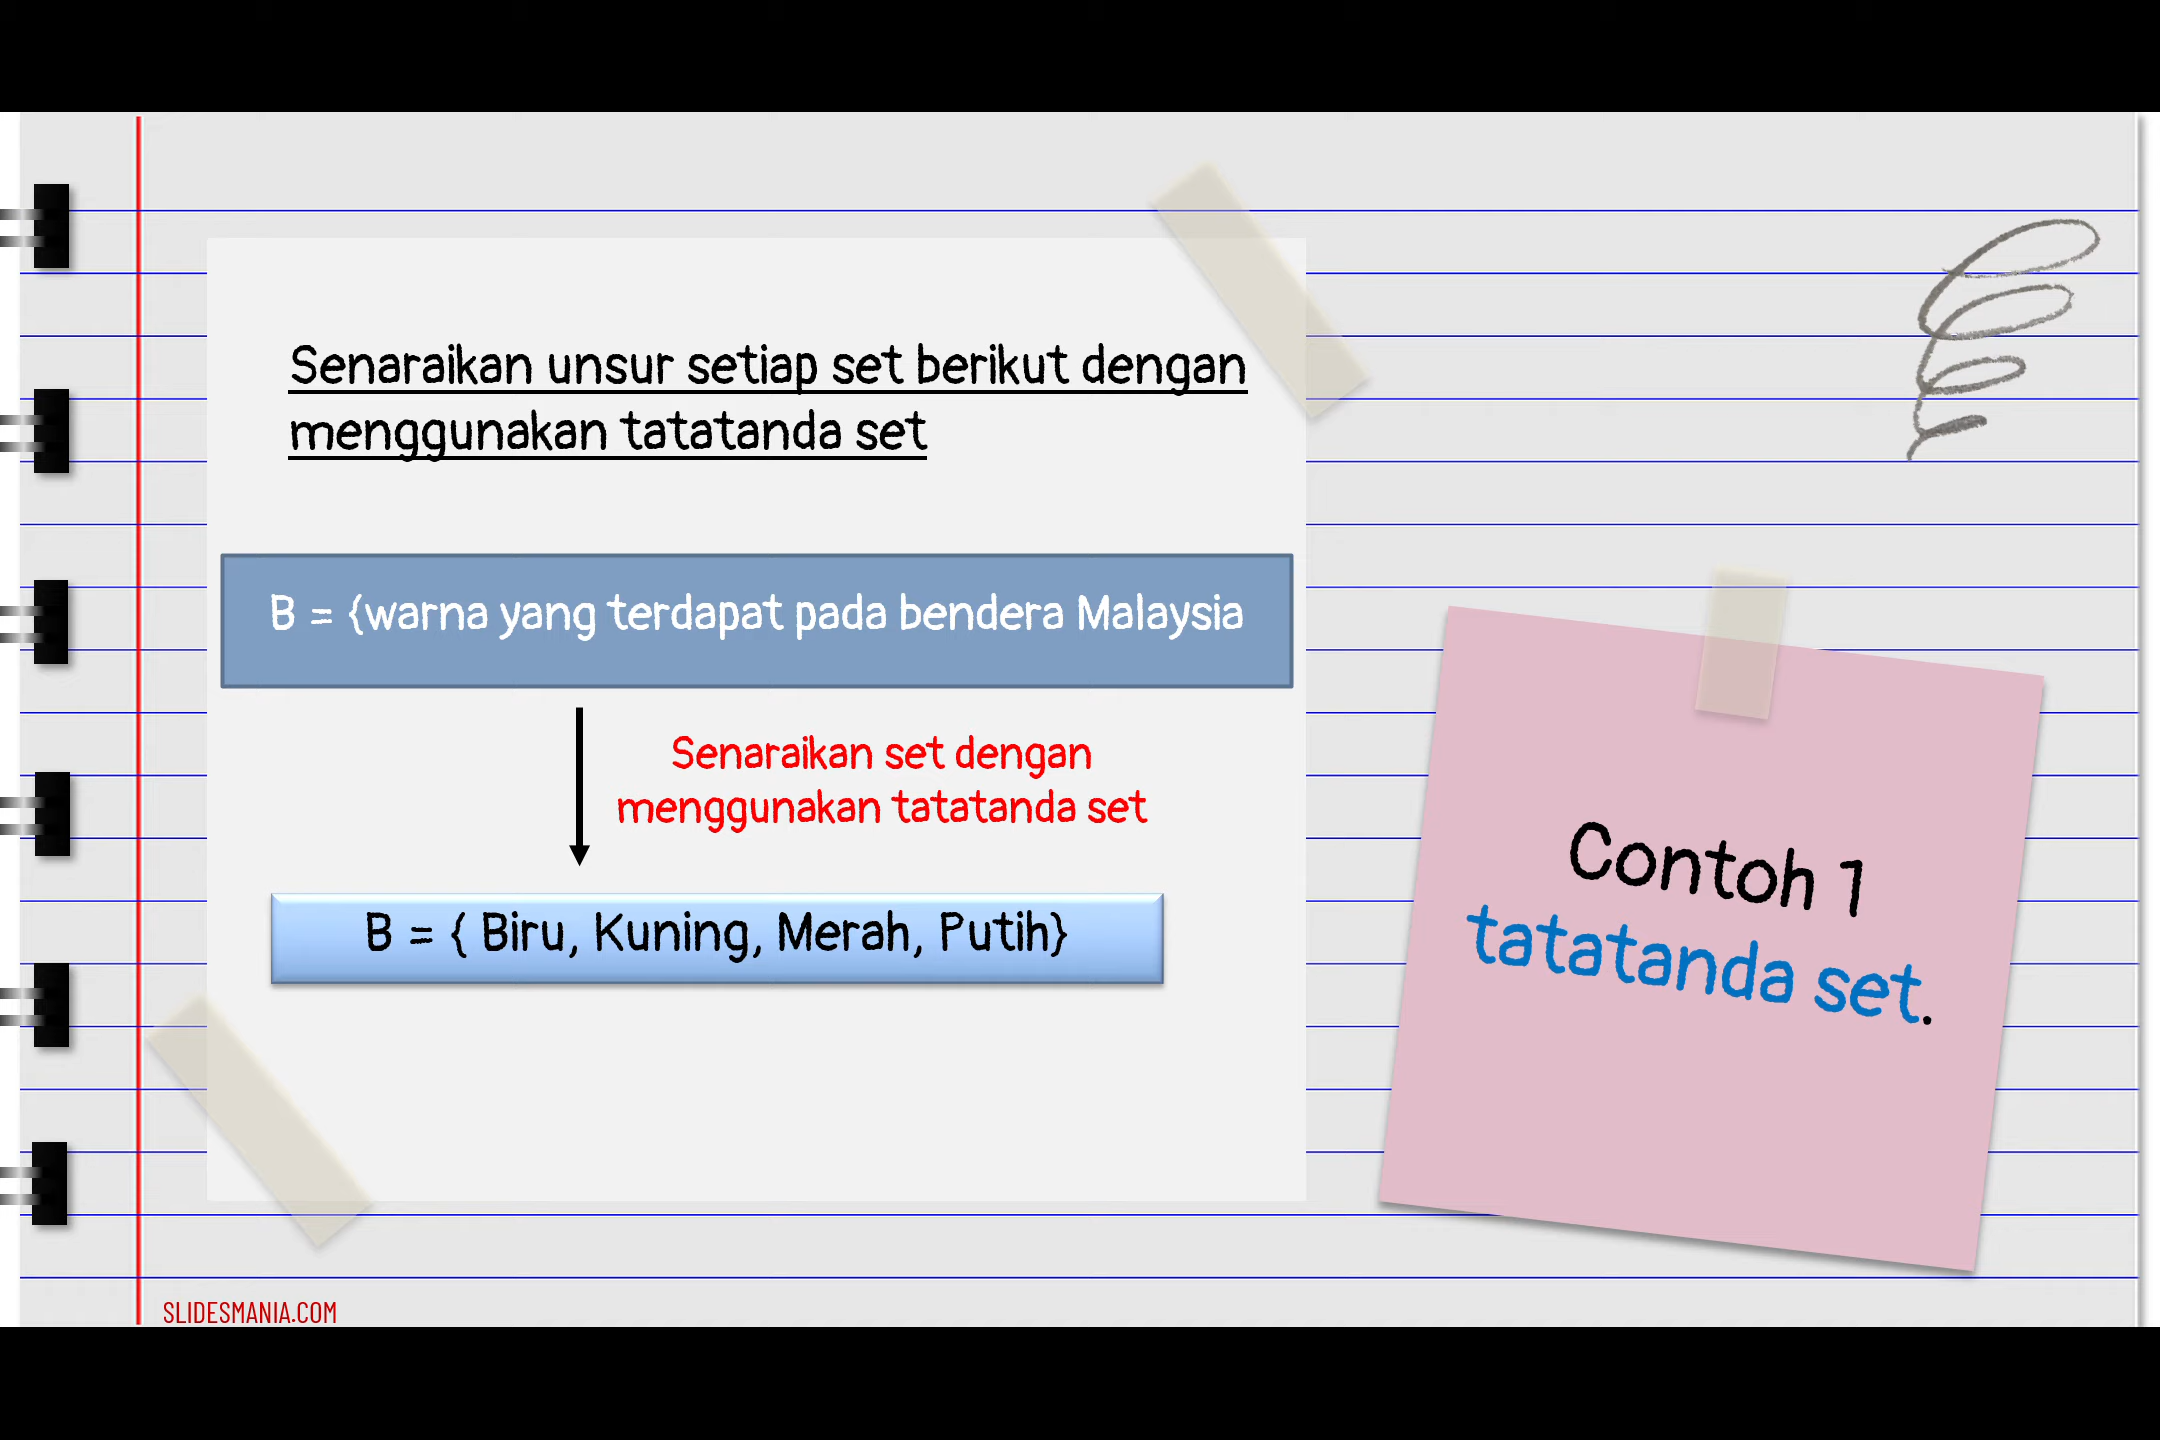 Senaraikan unsur setiap set berikut dengan
menggunakan tatatanda set
B = {warna yang terdapat pada bendera Malaysia
Senaraikan set dengan
menggunakan tatatanda set
B = { Biru, Kuning, Merah, Putih}
Contoh 1
tatatanda set.
SLIDESMANIA.COM